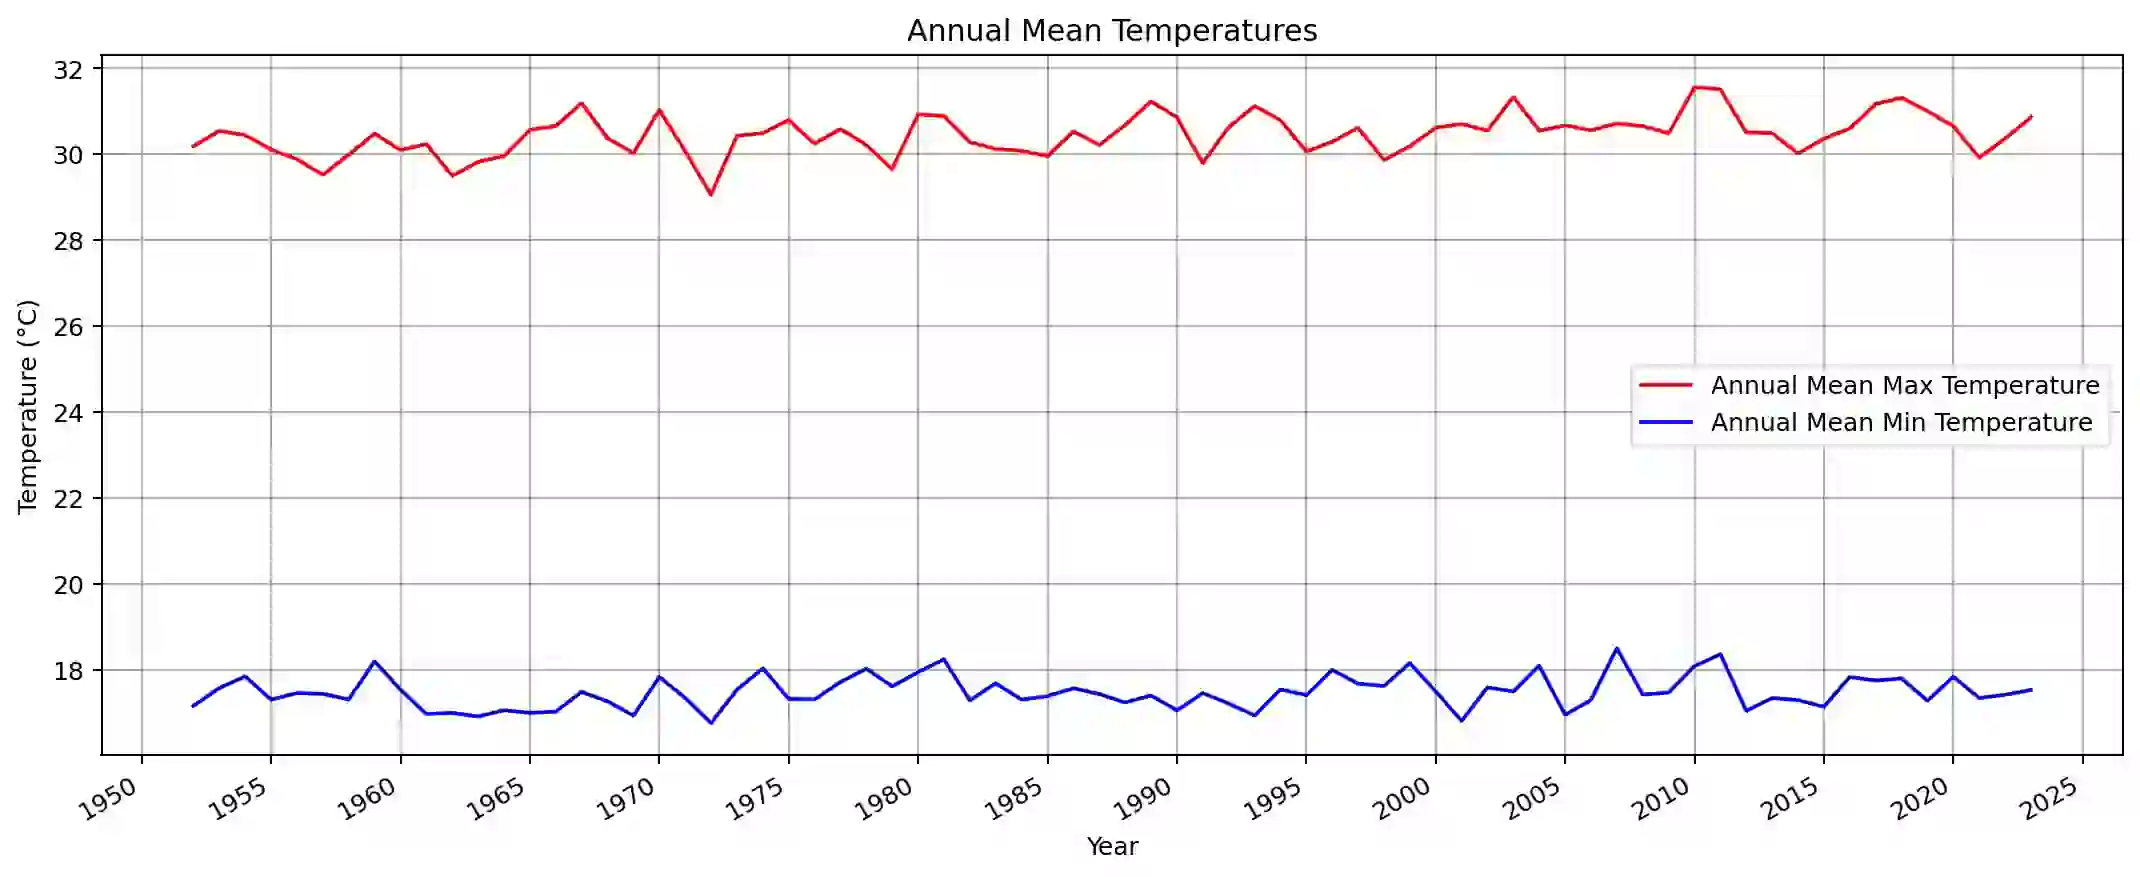 Annual Mean Temperatures
32
30
28
26
24
22
20
18
Temperature (°C)
Annual Mean Max Temperature
Annual Mean Min Temperature
1950 1955 1960 1965 1970 1975 1980 1985 1990 1995 2000 2005 2010 2015 2020 2025
Year